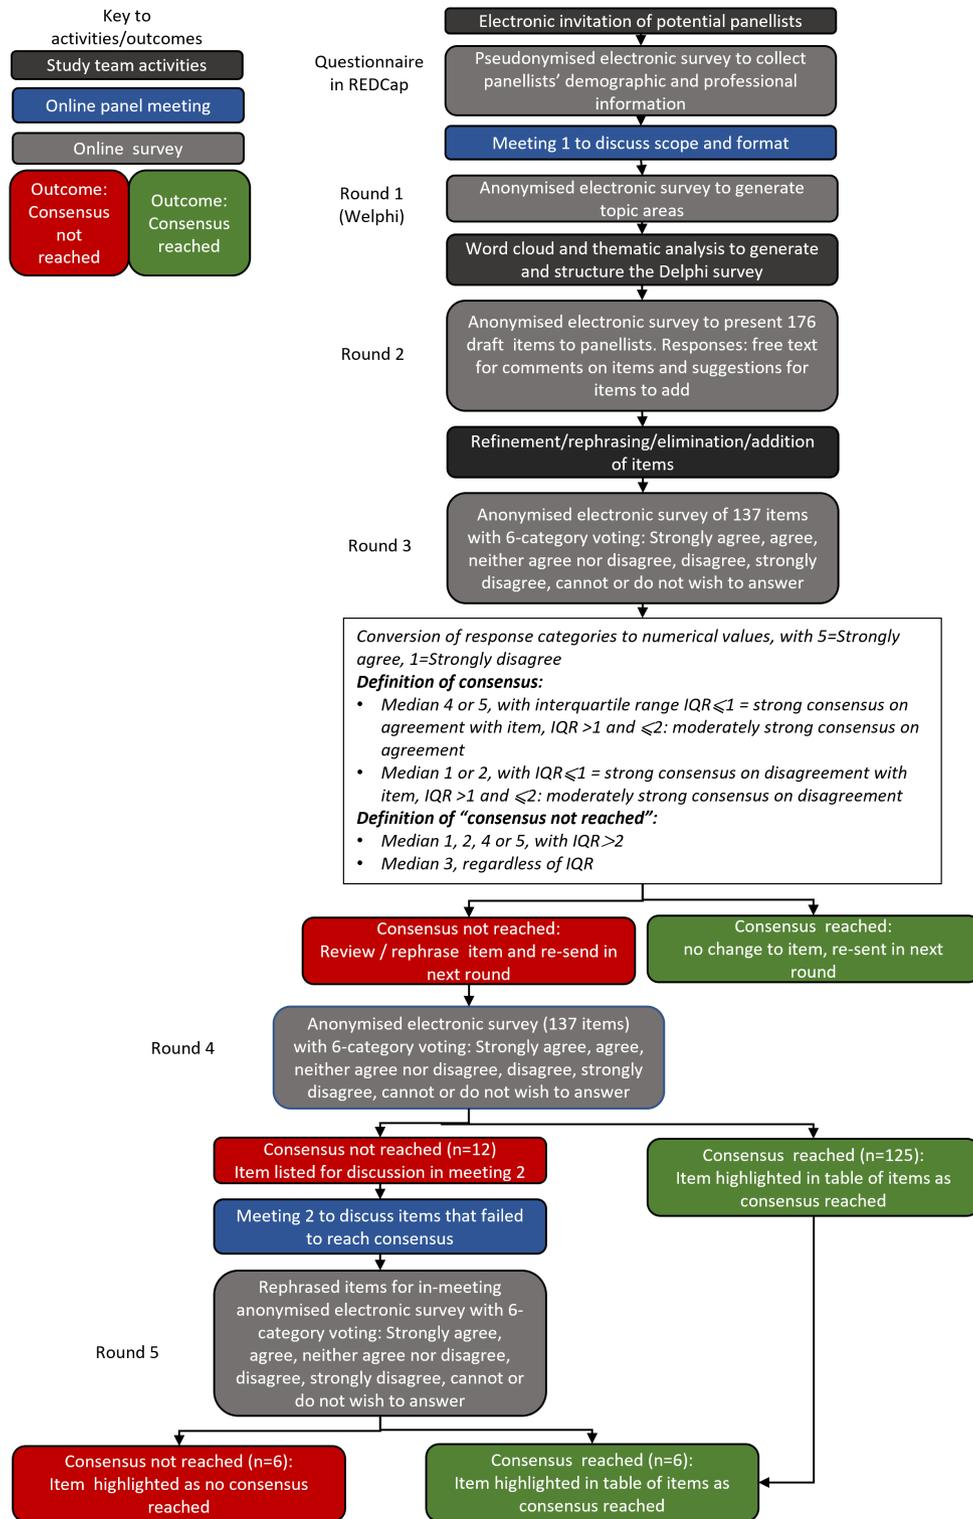 Key to
activities/outcomes
Study team activities
Online panel meeting
Online  survey
Outcome:
Consensus
not
reached
Outcome:
Consensus
reached
Electronic invitation of potential panellists
Questionnaire
in REDCap
Pseudonymised electronic survey to collect
panellists’ demographic and professional
information
Meeting 1 to discuss scope and format
Round 1
(Welphi)
Anonymised electronic survey to generate
topic areas
Word cloud and thematic analysis to generate
and structure the Delphi survey
Round 2
Anonymised electronic survey to present 176
draft  items to panellists. Responses: free text
for comments on items and suggestions for
items to add
Refinement/rephrasing/elimination/addition
of items
Round 3
Anonymised electronic survey of 137 items
with 6-category voting: Strongly agree, agree,
neither agree nor disagree, disagree, strongly
disagree, cannot or do not wish to answer
Conversion of response categories to numerical values, with 5=Strongly
agree, 1=Strongly disagree
Definition of consensus:
• Median 4 or 5, with interquartile range IQR⩽1 = strong consensus on
agreement with item, IQR >1 and ⩽2: moderately strong consensus on
agreement
• Median 1 or 2, with IQR⩽1 = strong consensus on disagreement with
item, IQR >1 and ⩽2: moderately strong consensus on disagreement
Definition of “consensus not reached”:
• Median 1, 2, 4 or 5, with IQR>2
• Median 3, regardless of IQR
Consensus not reached:
Review / rephrase  item and re-send in
next round
Consensus  reached:
no change to item, re-sent in next
round
Round 4
Anonymised electronic survey (137 items)
with 6-category voting: Strongly agree, agree,
neither agree nor disagree, disagree, strongly
disagree, cannot or do not wish to answer
Consensus not reached (n=12)
Item listed for discussion in meeting 2
Consensus  reached (n=125):
Item highlighted in table of items as
consensus reached
Meeting 2 to discuss items that failed
to reach consensus
Round 5
Rephrased items for in-meeting
anonymised electronic survey with 6-
category voting: Strongly agree,
agree, neither agree nor disagree,
disagree, strongly disagree, cannot or
do not wish to answer
Consensus not reached (n=6):
Item  highlighted as no consensus
reached
Consensus  reached (n=6):
Item highlighted in table of items as
consensus reached